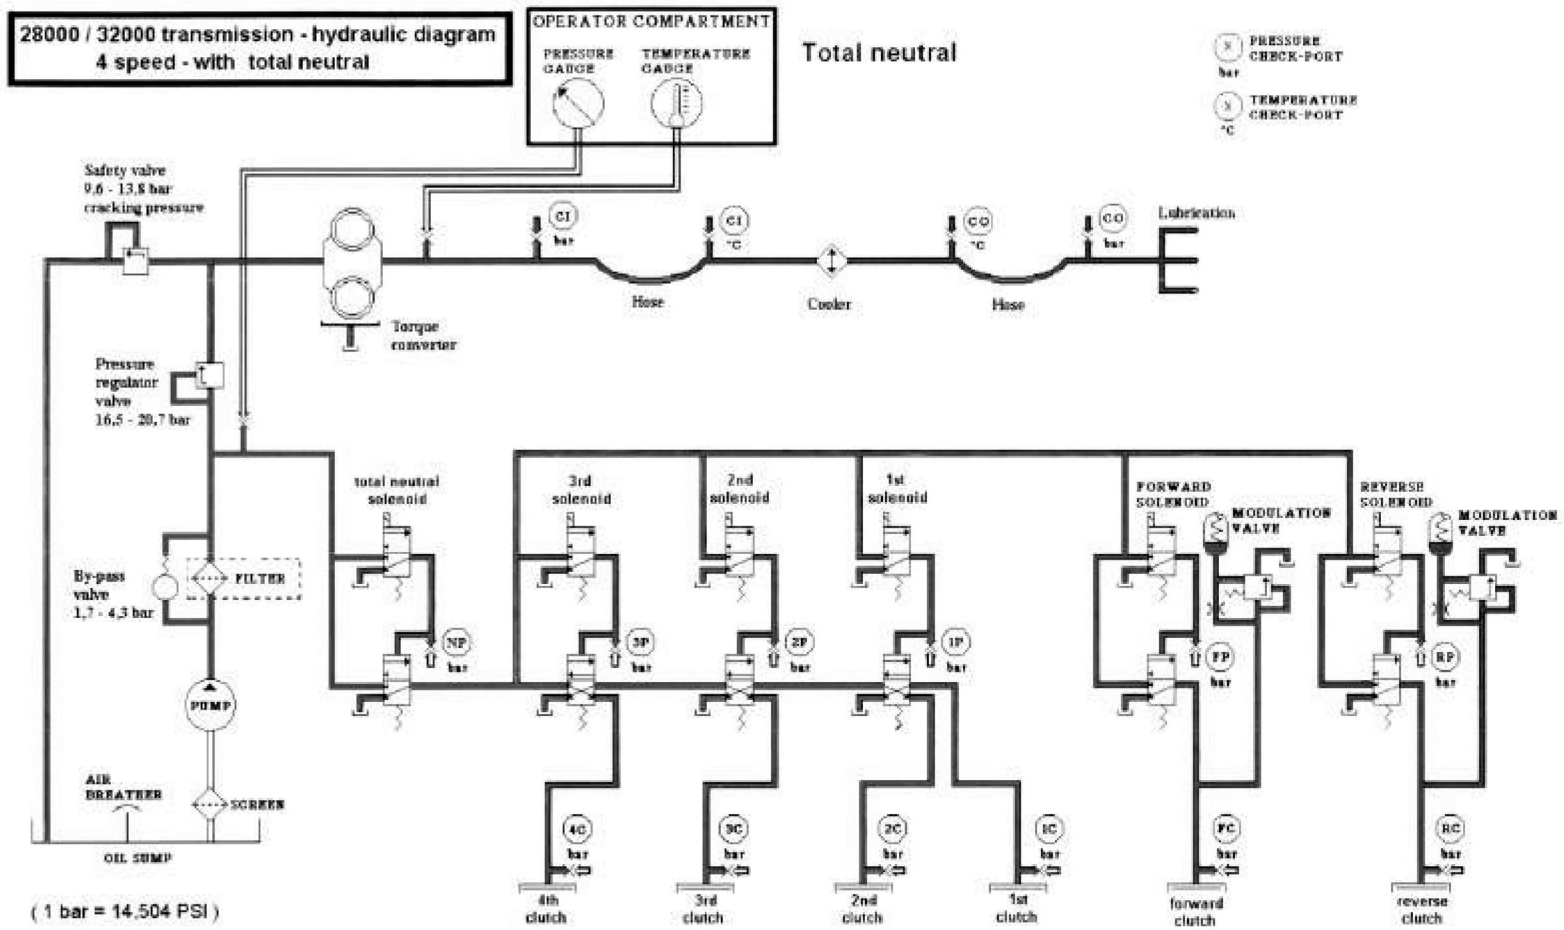 28000 / 32000 transmission - hydraulic diagram
4 speed - with total neutral
OPERATOR COMPARTMENT
PRESSURE
GAUGE
TEMPERATURE
GAUGE
Total neutral
PRESSURE
CHECK-PORT
X
bar
TEMPERATURE
CHECK-PORT
X
°C
Safety valve
9,6 - 13,8 bar
cracking pressure
CI
bar
CI
°C
CO
°C
CO
bar
Lubrication
Hose
Cooler
Hose
Torque
converter
Pressure
regulator
valve
16,5 - 20,7 bar
total neutral
solenoid
3rd
solenoid
2nd
solenoid
1st
solenoid
FORWARD
SOLENOID
MODULATION
VALVE
REVERSE
SOLENOID
MODULATION
VALVE
By-pass
valve
1,7 - 4,3 bar
FILTER
NP
bar
3P
bar
2P
bar
1P
bar
FP
bar
RP
bar
PUMP
AIR
BREATHER
SCREEN
OIL SUMP
4C
bar
3C
bar
2C
bar
1C
bar
FC
bar
RC
bar
4th
clutch
3rd
clutch
2nd
clutch
1st
clutch
forward
clutch
reverse
clutch
( 1 bar = 14,504 PSI )